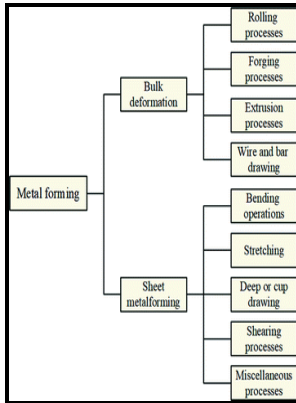 Rolling
processes
Forging
processes
Bulk
deformation
Extrusion
processes
Wire and bar
drawing
Metal forming
Bending
operations
Stretching
Sheet
metalforming
Deep or cup
drawing
Shearing
processes
Miscellaneous
processes